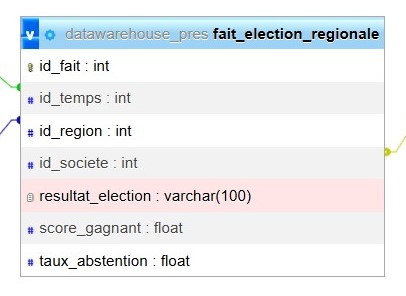 v datawarehouse_pres fait_election_regionale
id_fait : int
# id_temps : int
# id_region : int
# id_societe : int
resultat_election : varchar(100)
# score_gagnant : float
# taux_abstention : float